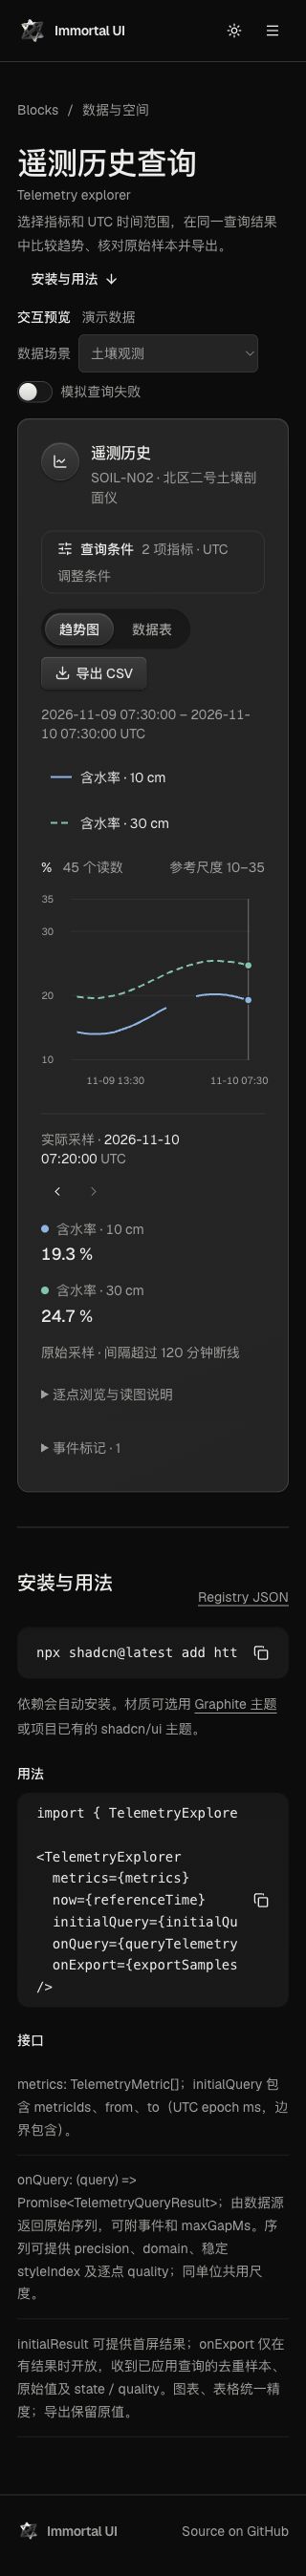 Immortal UI
Blocks / 数据与空间
遥测历史查询
Telemetry explorer
选择指标和 UTC 时间范围，在同一查询结果
中比较趋势、核对原始样本并导出。
安装与用法 ↓
交互预览 演示数据
数据场景 土壤观测
模拟查询失败
遥测历史
SOIL-N02 · 北区二号土壤剖
面仪
查询条件 2 项指标 · UTC
调整条件
趋势图 数据表
导出 CSV
2026-11-09 07:30:00 – 2026-11-
10 07:30:00 UTC
含水率 · 10 cm
含水率 · 30 cm
% 45 个读数 参考尺度 10–35
35
30
20
10
11-09 13:30 11-10 07:30
实际采样 · 2026-11-10
07:20:00 UTC
含水率 · 10 cm
19.3 %
含水率 · 30 cm
24.7 %
原始采样 · 间隔超过 120 分钟断线
▶ 逐点浏览与读图说明
▶ 事件标记 · 1
安装与用法
Registry JSON
npx shadcn@latest add htt
依赖会自动安装。材质可选用 Graphite 主题
或项目已有的 shadcn/ui 主题。
用法
import { TelemetryExplore
<TelemetryExplorer
metrics={metrics}
now={referenceTime}
initialQuery={initialQu
onQuery={queryTelemetry
onExport={exportSamples
/>
接口
metrics: TelemetryMetric[]；initialQuery 包
含 metricIds、from、to（UTC epoch ms，边
界包含）。
onQuery: (query) =>
Promise<TelemetryQueryResult>；由数据源
返回原始序列，可附事件和 maxGapMs。序
列可提供 precision、domain、稳定
styleIndex 及逐点 quality；同单位共用尺
度。
initialResult 可提供首屏结果；onExport 仅在
有结果时开放，收到已应用查询的去重样本、
原始值及 state / quality。图表、表格统一精
度；导出保留原值。
Immortal UI Source on GitHub